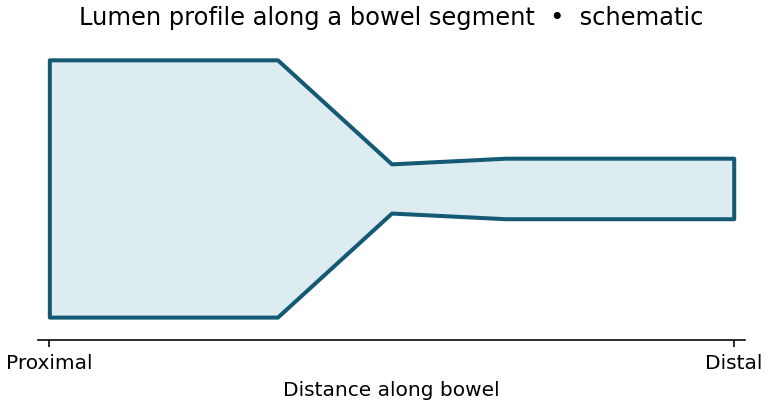 Lumen profile along a bowel segment • schematic
Proximal
Distal
Distance along bowel